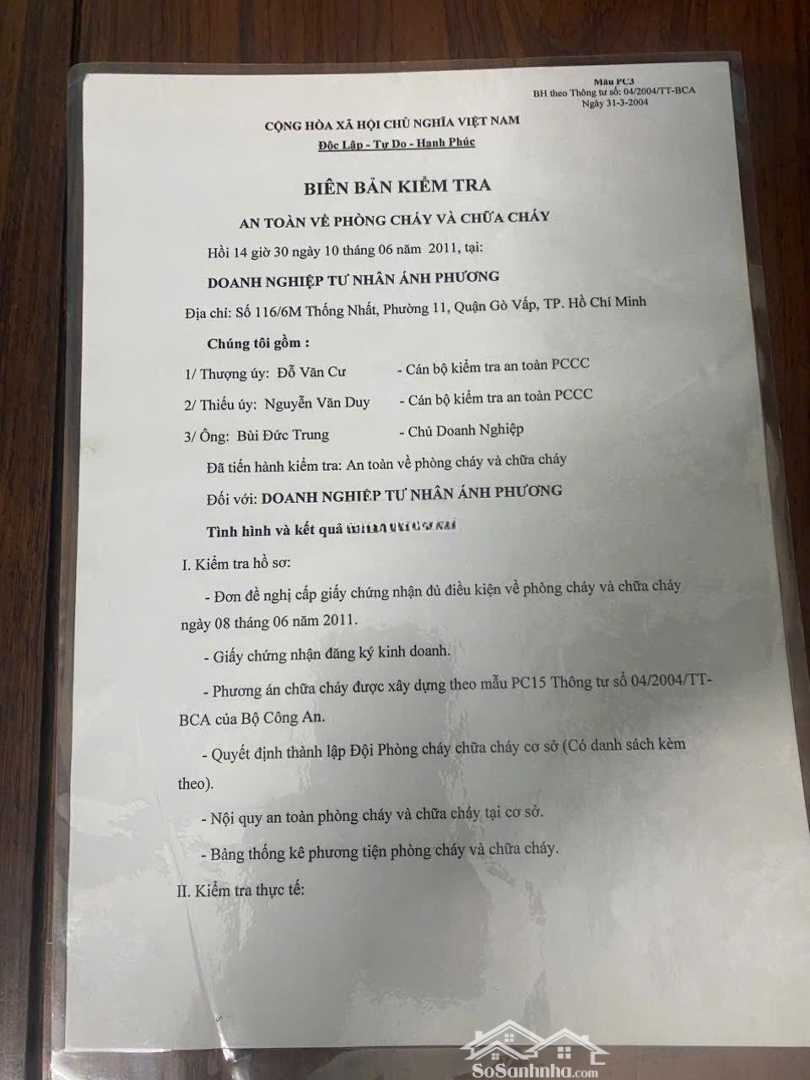 Mẫu PC3
BH theo Thông tư số: 04/2004/TT-BCA
Ngày 31-3-2004
CỘNG HÒA XÃ HỘI CHỦ NGHĨA VIỆT NAM
Độc Lập - Tự Do - Hạnh Phúc
BIÊN BẢN KIỂM TRA
AN TOÀN VỀ PHÒNG CHÁY VÀ CHỮA CHÁY
Hồi 14 giờ 30 ngày 10 tháng 06 năm 2011, tại:
DOANH NGHIỆP TƯ NHÂN ÁNH PHƯƠNG
Địa chỉ: Số 116/6M Thống Nhất, Phường 11, Quận Gò Vấp, TP. Hồ Chí Minh
Chúng tôi gồm :
1/ Thượng úy: Đỗ Văn Cư - Cán bộ kiểm tra an toàn PCCC
2/ Thiếu úy: Nguyễn Văn Duy - Cán bộ kiểm tra an toàn PCCC
3/ Ông: Bùi Đức Trung - Chủ Doanh Nghiệp
Đã tiến hành kiểm tra: An toàn về phòng cháy và chữa cháy
Đối với: DOANH NGHIỆP TƯ NHÂN ÁNH PHƯƠNG
Tình hình và kết quả
I. Kiểm tra hồ sơ:
- Đơn đề nghị cấp giấy chứng nhận đủ điều kiện về phòng cháy và chữa cháy
ngày 08 tháng 06 năm 2011.
- Giấy chứng nhận đăng ký kinh doanh.
- Phương án chữa cháy được xây dựng theo mẫu PC15 Thông tư số 04/2004/TT-
BCA của Bộ Công An.
- Quyết định thành lập Đội Phòng cháy chữa cháy cơ sở (Có danh sách kèm
theo).
- Nội quy an toàn phòng cháy và chữa cháy tại cơ sở.
- Bảng thống kê phương tiện phòng cháy và chữa cháy.
II. Kiểm tra thực tế:
SoSanhnha.com